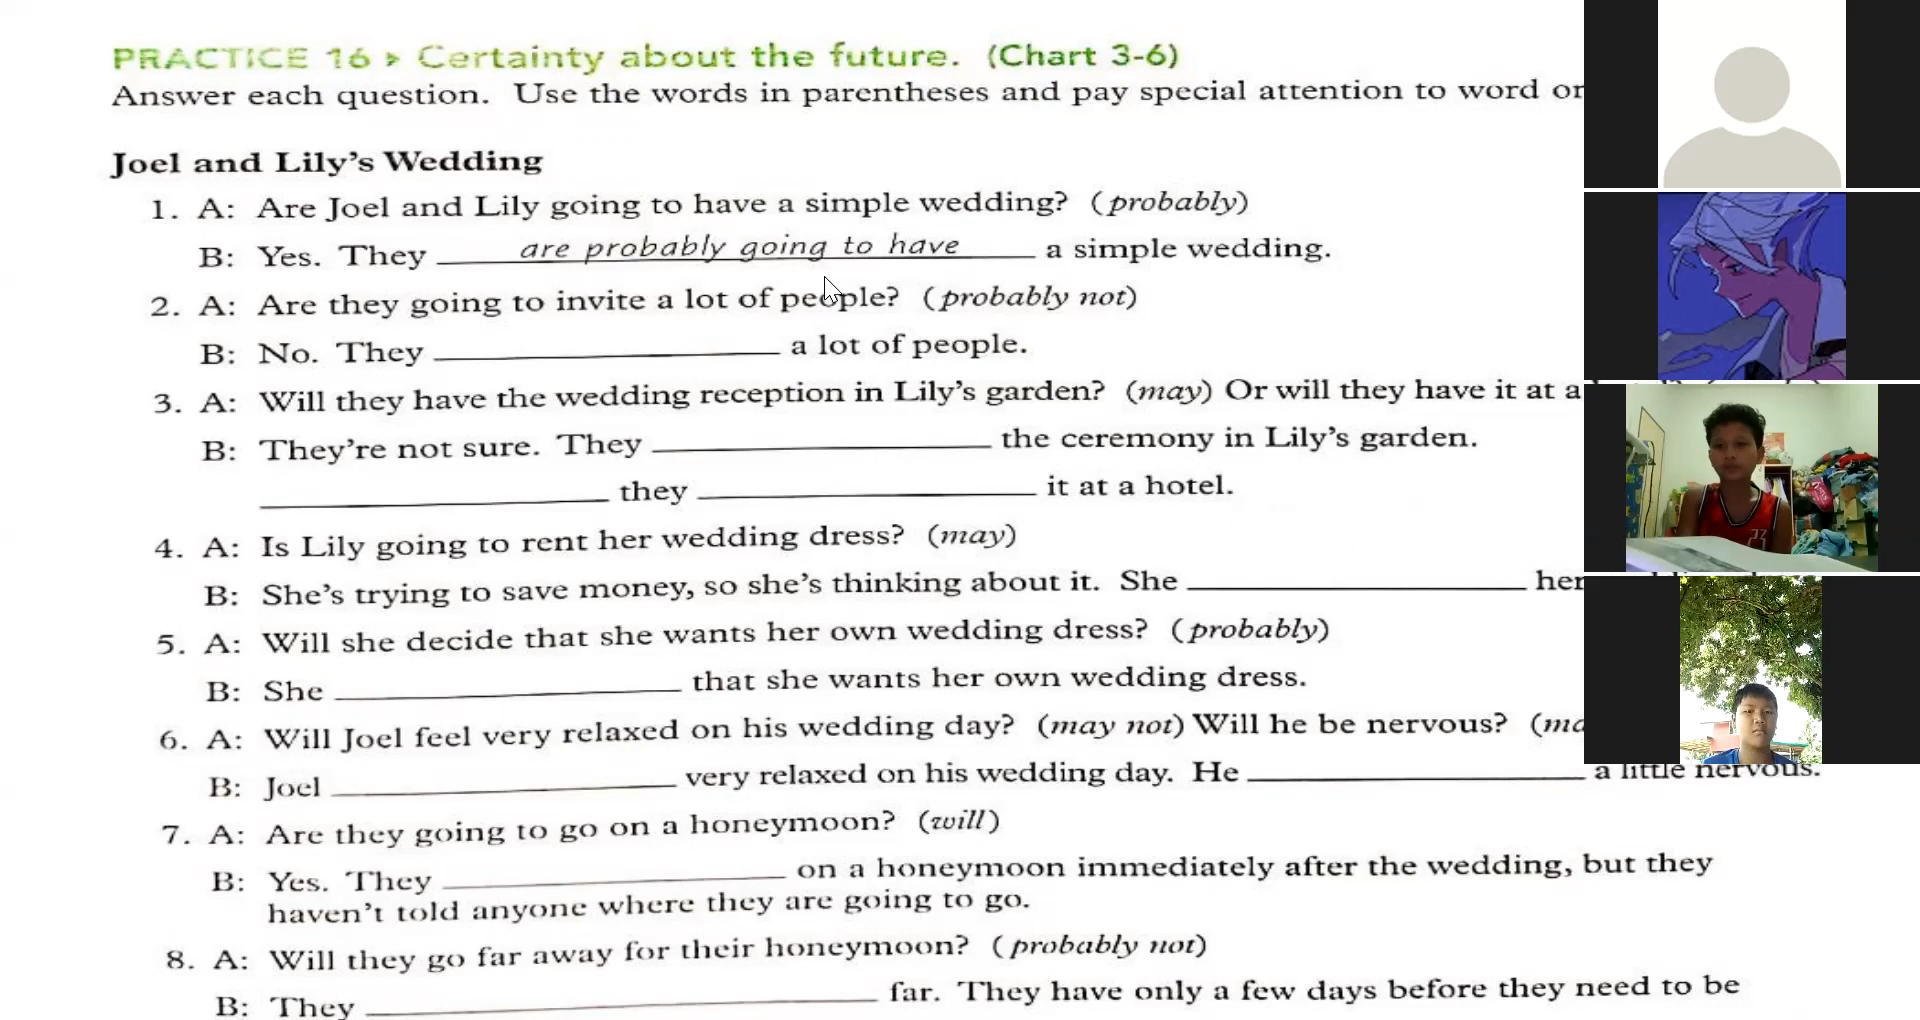 PRACTICE 16 ▸ Certainty about the future. (Chart 3-6)
Answer each question. Use the words in parentheses and pay special attention to word
Joel and Lily's Wedding
1. A: Are Joel and Lily going to have a simple wedding? (probably)
B: Yes. They are probably going to have a simple wedding.
2. A: Are they going to invite a lot of people? (probably not)
B: No. They ____ a lot of people.
3. A: Will they have the wedding reception in Lily's garden? (may) Or will they have it at a
B: They're not sure. They ____ the ceremony in Lily's garden.
____ they ____ it at a hotel.
4. A: Is Lily going to rent her wedding dress? (may)
B: She's trying to save money, so she's thinking about it. She ____ her
5. A: Will she decide that she wants her own wedding dress? (probably)
B: She ____ that she wants her own wedding dress.
6. A: Will Joel feel very relaxed on his wedding day? (may not) Will he be nervous?
B: Joel ____ very relaxed on his wedding day. He ____ a little nervous.
7. A: Are they going to go on a honeymoon? (will)
B: Yes. They ____ on a honeymoon immediately after the wedding, but they
haven't told anyone where they are going to go.
8. A: Will they go far away for their honeymoon? (probably not)
B: They ____ far. They have only a few days before they need to be
23